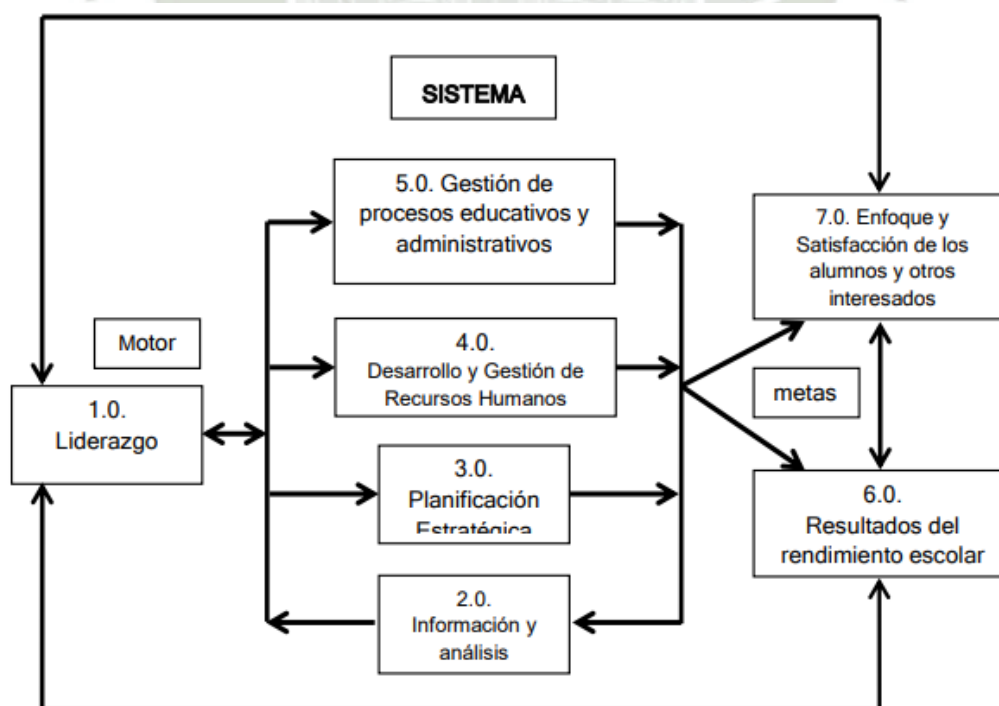 SISTEMA
5.0. Gestión de
procesos educativos y
administrativos
7.0. Enfoque y
Satisfacción de los
alumnos y otros
interesados
Motor
4.0.
Desarrollo y Gestión de
Recursos Humanos
metas
1.0.
Liderazgo
3.0.
Planificación
Estratégica
6.0.
Resultados del
rendimiento escolar
2.0.
Información y
análisis